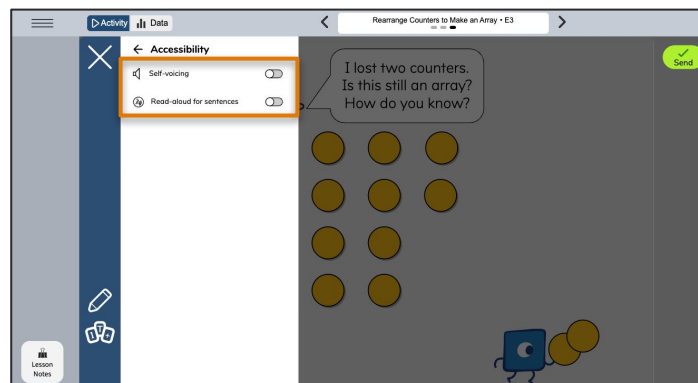 Activity
Data
Rearrange Counters to Make an Array • E3
Accessibility
Self-voicing
Read-aloud for sentences
I lost two counters.
Is this still an array?
How do you know?
Send
Lesson
Notes